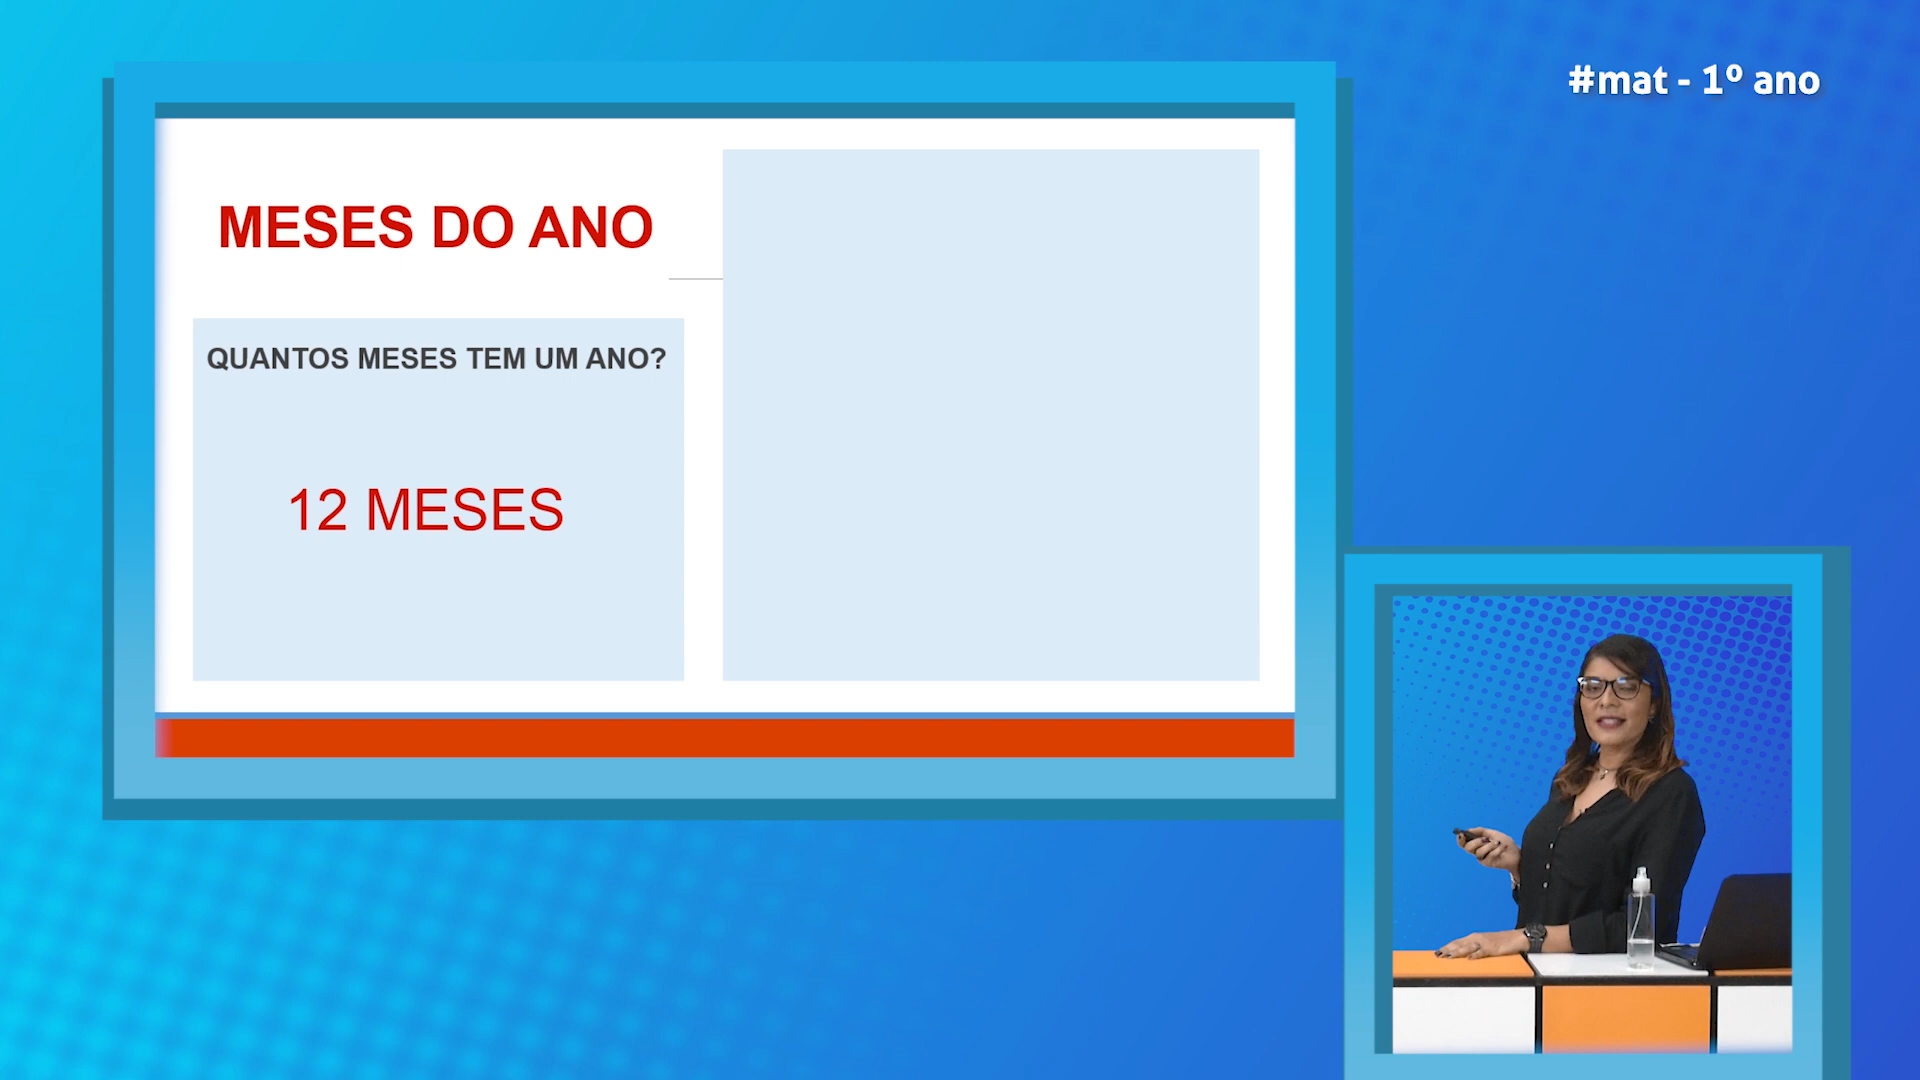 #mat - 1º ano
MESES DO ANO
QUANTOS MESES TEM UM ANO?
12 MESES